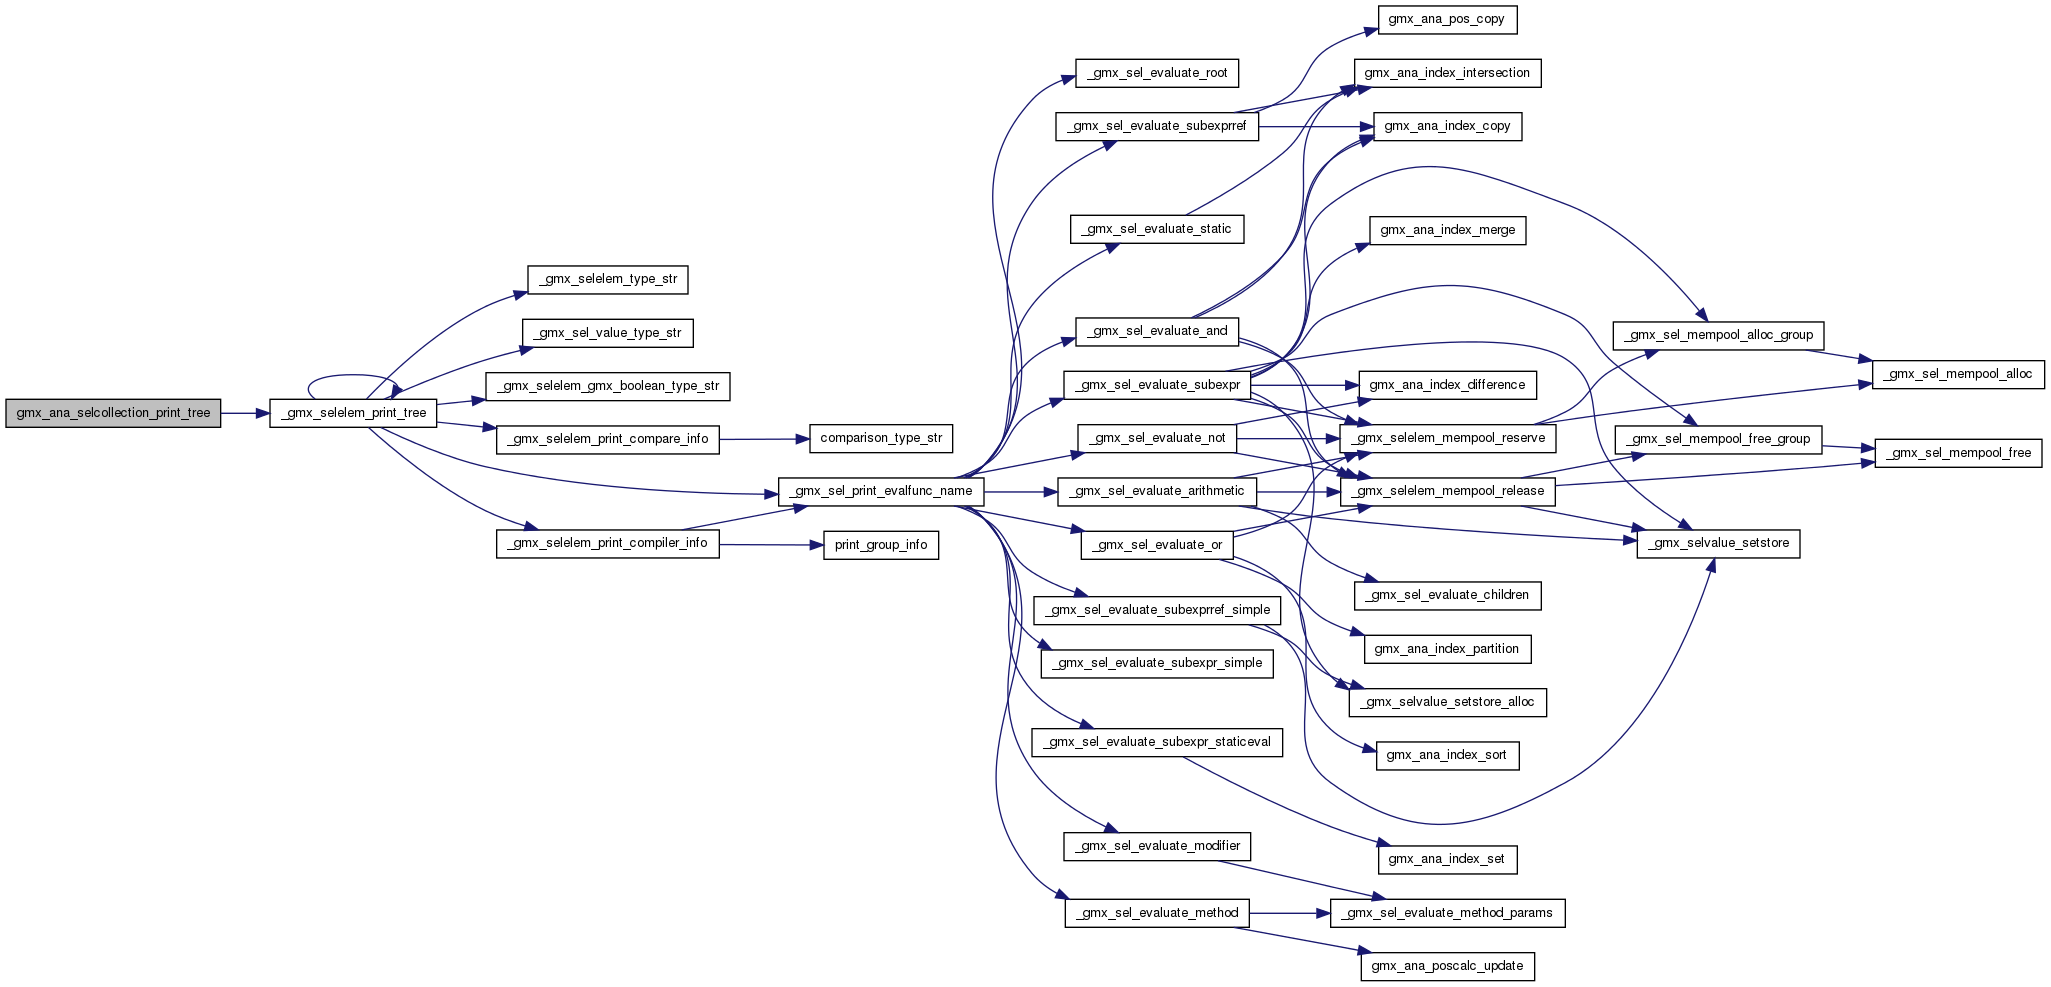 gmx_ana_selcollection_print_tree
_gmx_selelem_print_tree
_gmx_selelem_type_str
_gmx_sel_value_type_str
_gmx_selelem_gmx_boolean_type_str
_gmx_selelem_print_compare_info
_gmx_selelem_print_compiler_info
comparison_type_str
_gmx_sel_print_evalfunc_name
print_group_info
_gmx_sel_evaluate_root
_gmx_sel_evaluate_subexprref
_gmx_sel_evaluate_static
_gmx_sel_evaluate_and
_gmx_sel_evaluate_subexpr
_gmx_sel_evaluate_not
_gmx_sel_evaluate_arithmetic
_gmx_sel_evaluate_or
_gmx_sel_evaluate_subexprref_simple
_gmx_sel_evaluate_subexpr_simple
_gmx_sel_evaluate_subexpr_staticeval
_gmx_sel_evaluate_modifier
_gmx_sel_evaluate_method
gmx_ana_pos_copy
gmx_ana_index_intersection
gmx_ana_index_copy
gmx_ana_index_merge
gmx_ana_index_difference
_gmx_selelem_mempool_reserve
_gmx_selelem_mempool_release
_gmx_sel_evaluate_children
gmx_ana_index_partition
_gmx_selvalue_setstore_alloc
gmx_ana_index_sort
gmx_ana_index_set
_gmx_sel_evaluate_method_params
gmx_ana_poscalc_update
_gmx_sel_mempool_alloc_group
_gmx_sel_mempool_free_group
_gmx_selvalue_setstore
_gmx_sel_mempool_alloc
_gmx_sel_mempool_free